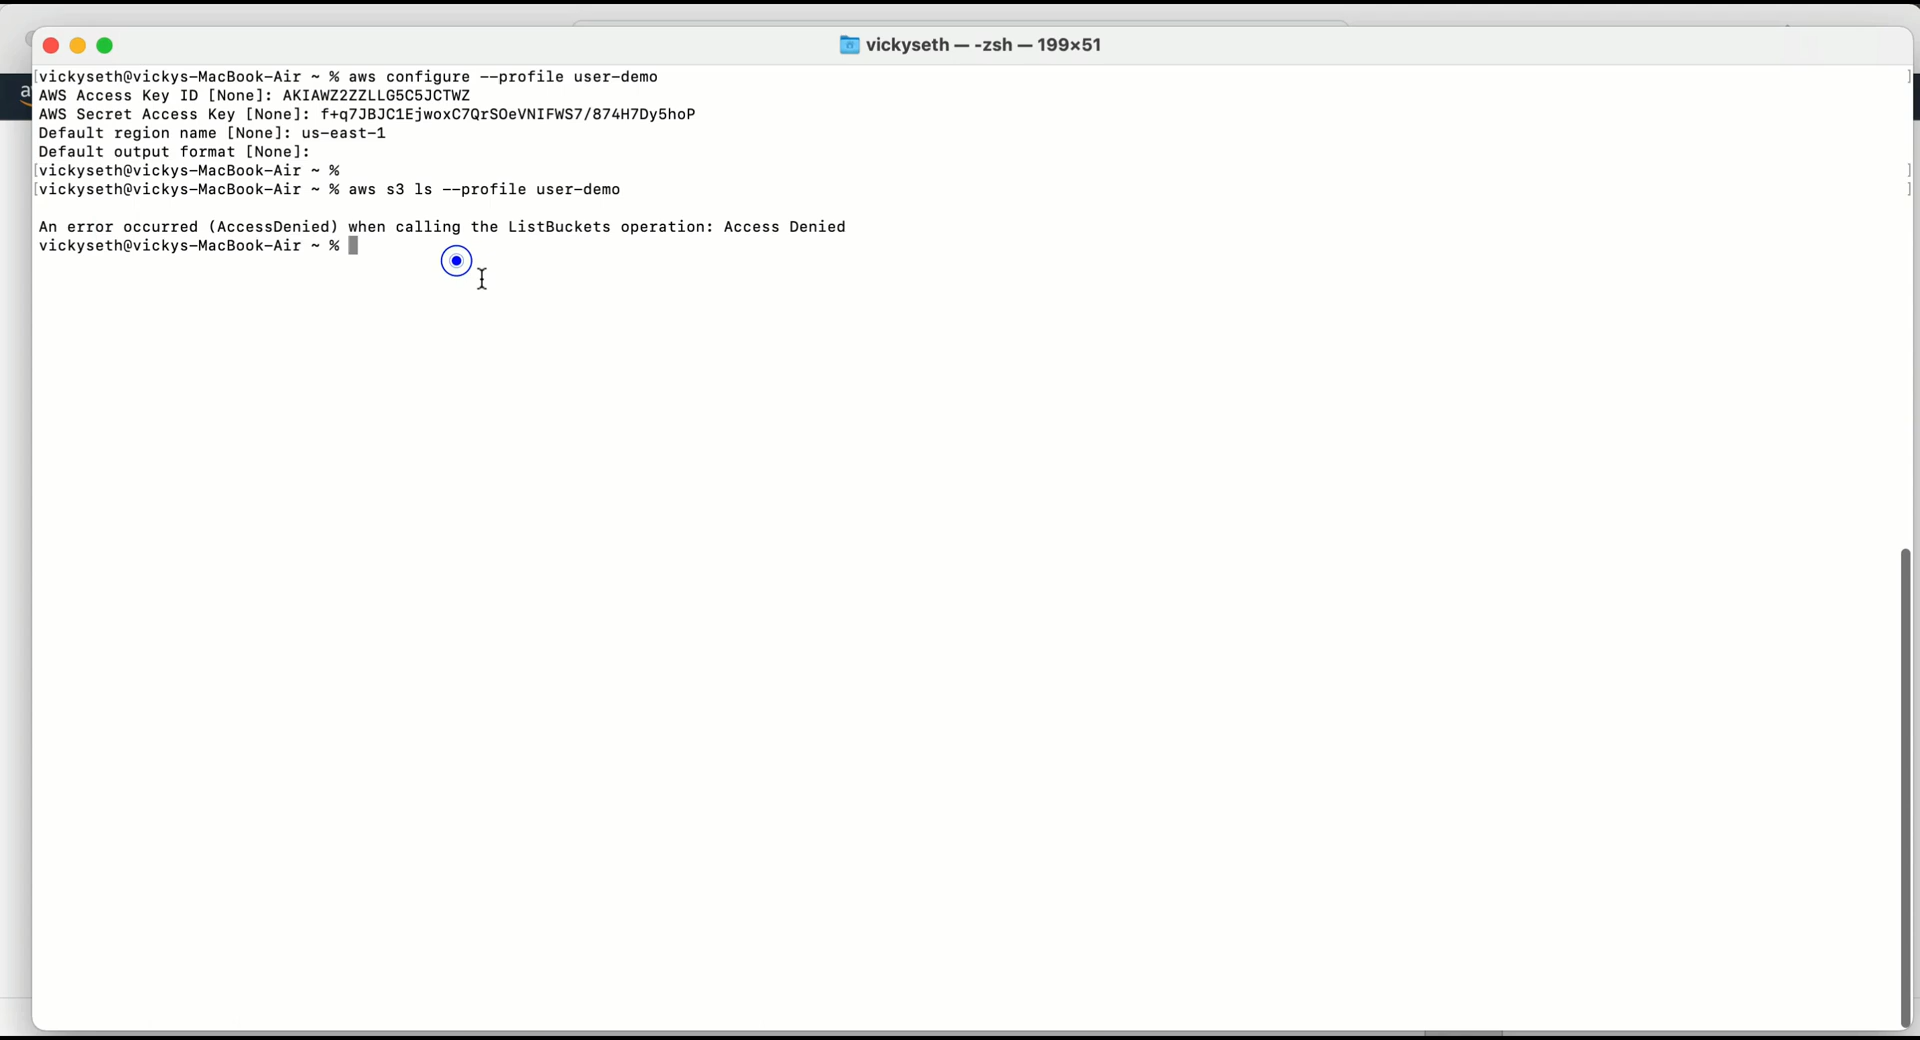 vickyseth — -zsh — 199×51
[vickyseth@vickys-MacBook-Air ~ % aws configure --profile user-demo ]
AWS Access Key ID [None]: AKIAWZ2ZZLLG5C5JCTWZ
AWS Secret Access Key [None]: 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
Default region name [None]: us-east-1
Default output format [None]:
[vickyseth@vickys-MacBook-Air ~ % ]
[vickyseth@vickys-MacBook-Air ~ % aws s3 ls --profile user-demo ]
An error occurred (AccessDenied) when calling the ListBuckets operation: Access Denied
vickyseth@vickys-MacBook-Air ~ %